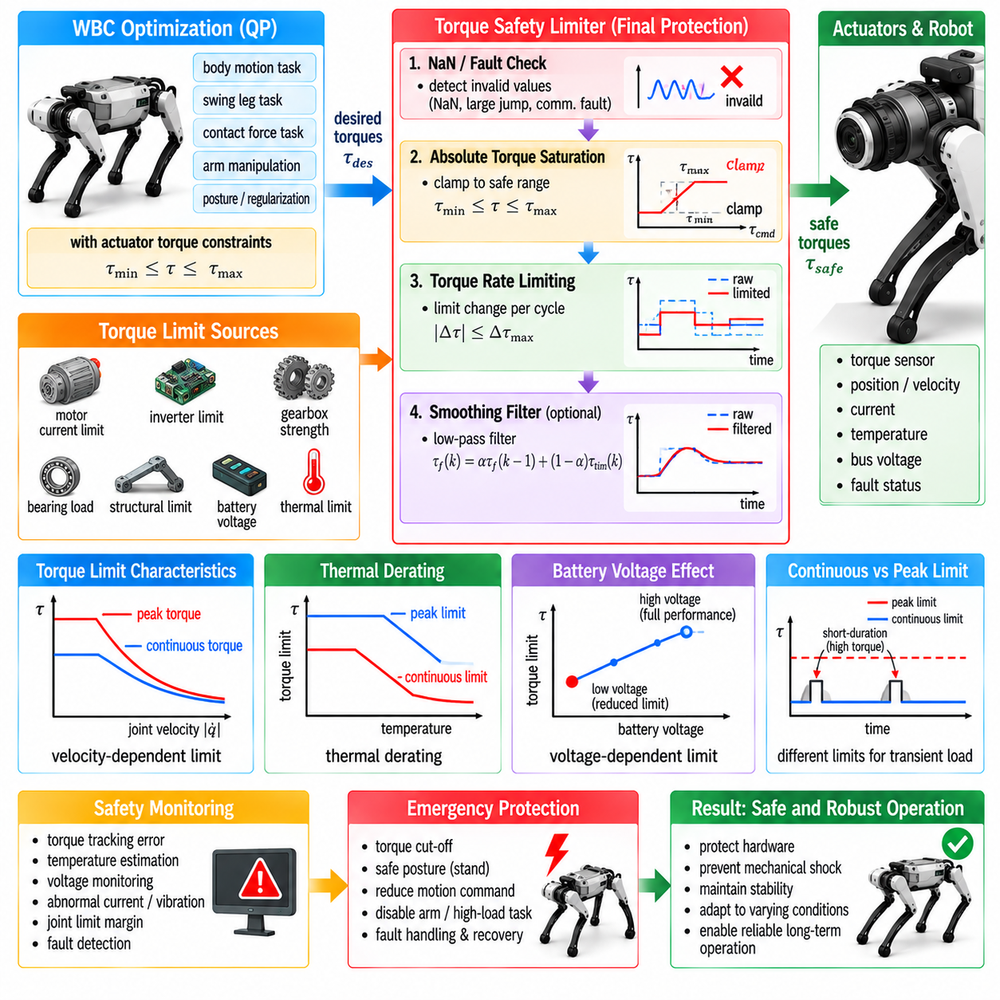 WBC Optimization (QP)
body motion task
swing leg task
contact force task
arm manipulation
posture / regularization
with actuator torque constraints
τmin ≤ τ ≤ τmax
desired
torques
τdes
Torque Safety Limiter (Final Protection)
1. NaN / Fault Check
• detect invalid values
(NaN, large jump, comm. fault)
invaild
2. Absolute Torque Saturation
• clamp to safe range
τmin ≤ τ ≤ τmax
τ
τmax
Clamp
clamp
τmin
τcmd
3. Torque Rate Limiting
• limit change per cycle
|Δτ| ≤ Δτmax
τ
raw
limited
time
4. Smoothing Filter (optional)
• low-pass filter
τf(k) = ατf(k − 1) + (1 − α)τtim(k)
τ
raw
filtered
time
safe
torques
τsafe
Actuators & Robot
• torque sensor
• position / velocity
• current
• temperature
• bus voltage
• fault status
Torque Limit Sources
motor
current limit
inverter limit
gearbox
strength
bearing load
structural limit
battery
voltage
thermal limit
Torque Limit Characteristics
τ
peak torque
continuous torque
joint velocity |q̇|
velocity-dependent limit
Thermal Derating
τ
torque limit
peak limit
continuous limit
temperature
thermal derating
Battery Voltage Effect
τ
torque limit
high voltage
(full performance)
low voltage
(reduced limit)
battery voltage
voltage-dependent limit
Continuous vs Peak Limit
peak limit
continuous limit
τ
short-duration
(high torque)
time
different limits for transient load
Safety Monitoring
• torque tracking error
• temperature estimation
• voltage monitoring
• abnormal current / vibration
• joint limit margin
• fault detection
Emergency Protection
• torque cut-off
• safe posture (stand)
• reduce motion command
• disable arm / high-load task
• fault handling & recovery
Result: Safe and Robust Operation
• protect hardware
• prevent mechanical shock
• maintain stability
• adapt to varying conditions
• enable reliable long-term
operation